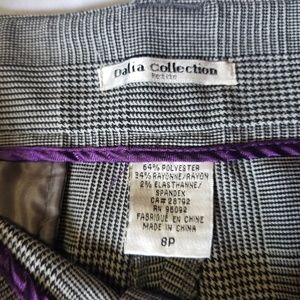 Dalia Collection
Petite
64% POLYESTER
34% RAYONNE/RAYON
2% ELASTHANNE/
SPANDEX
CA# 28792
RN 96092
FABRIQUE EN CHINE
MADE IN CHINA
8P